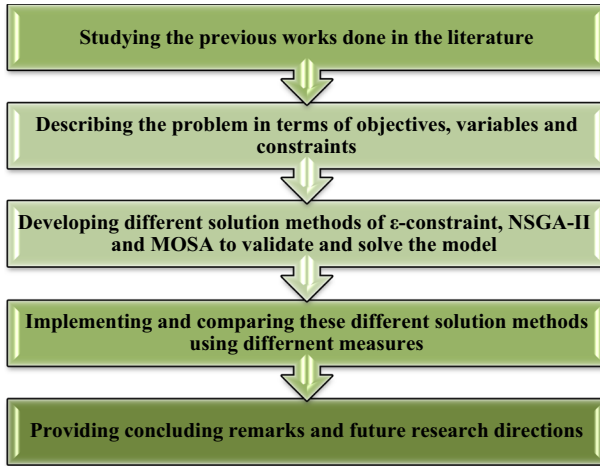 Studying the previous works done in the literature
Describing the problem in terms of objectives, variables and
constraints
Developing different solution methods of ε-constraint, NSGA-II
and MOSA to validate and solve the model
Implementing and comparing these different solution methods
using differnent measures
Providing concluding remarks and future research directions